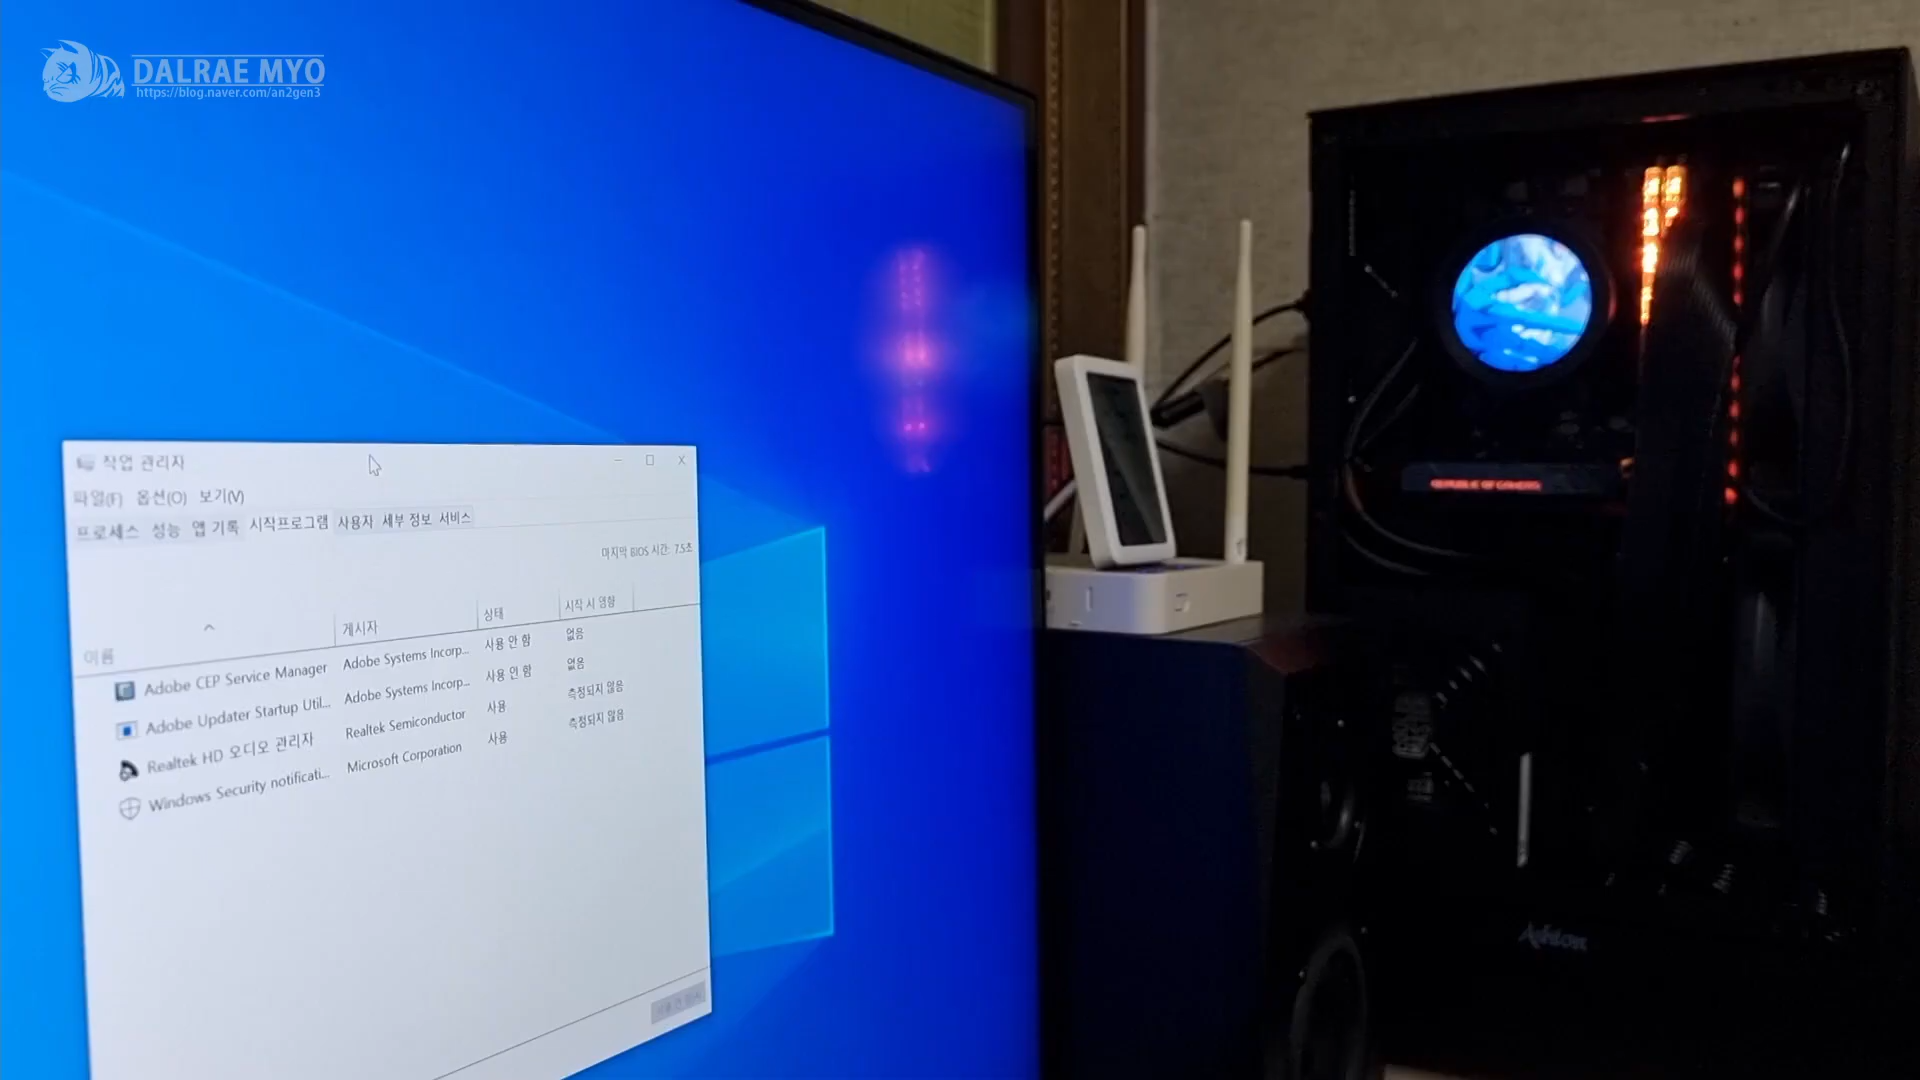 DALRAE MYO
https://blog.naver.com/an2gen3
작업 관리자
파일(F) 옵션(O) 보기(V)
프로세스 성능 앱 기록 시작프로그램 사용자 세부 정보 서비스
마지막 BIOS 시간: 7.5초
이름 게시자 상태 시작 시 영향
Adobe CEP Service Manager Adobe Systems Incorp... 사용 안 함 없음
Adobe Updater Startup Util... Adobe Systems Incorp... 사용 안 함 없음
Realtek HD 오디오 관리자 Realtek Semiconductor 사용 측정되지 않음
Windows Security notificati... Microsoft Corporation 사용 측정되지 않음
REPUBLIC OF GAMERS